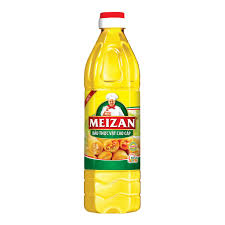 MEIZAN
DẦU THỰC VẬT CAO CẤP